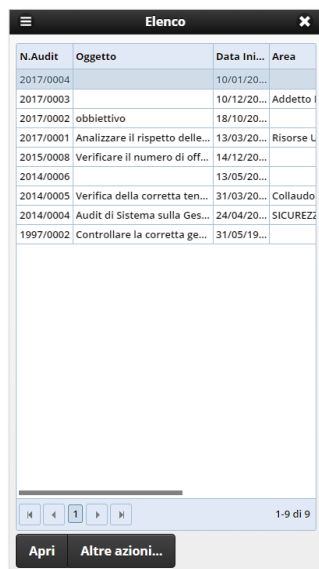 Elenco
N.Audit Oggetto Data Ini... Area
2017/0004 10/01/20...
2017/0003 10/12/20... Addetto
2017/0002 obbiettivo 18/10/20...
2017/0001 Analizzare il rispetto delle... 13/03/20... Risorse U
2015/0008 Verificare il numero di off... 14/12/20...
2014/0006 13/05/20...
2014/0005 Verifica della corretta ten... 31/03/20... Collaudo
2014/0004 Audit di Sistema sulla Ges... 24/04/20... SICUREZZ
1997/0002 Controllare la corretta ge... 31/05/19...
1 1-9 di 9
Apri Altre azioni...